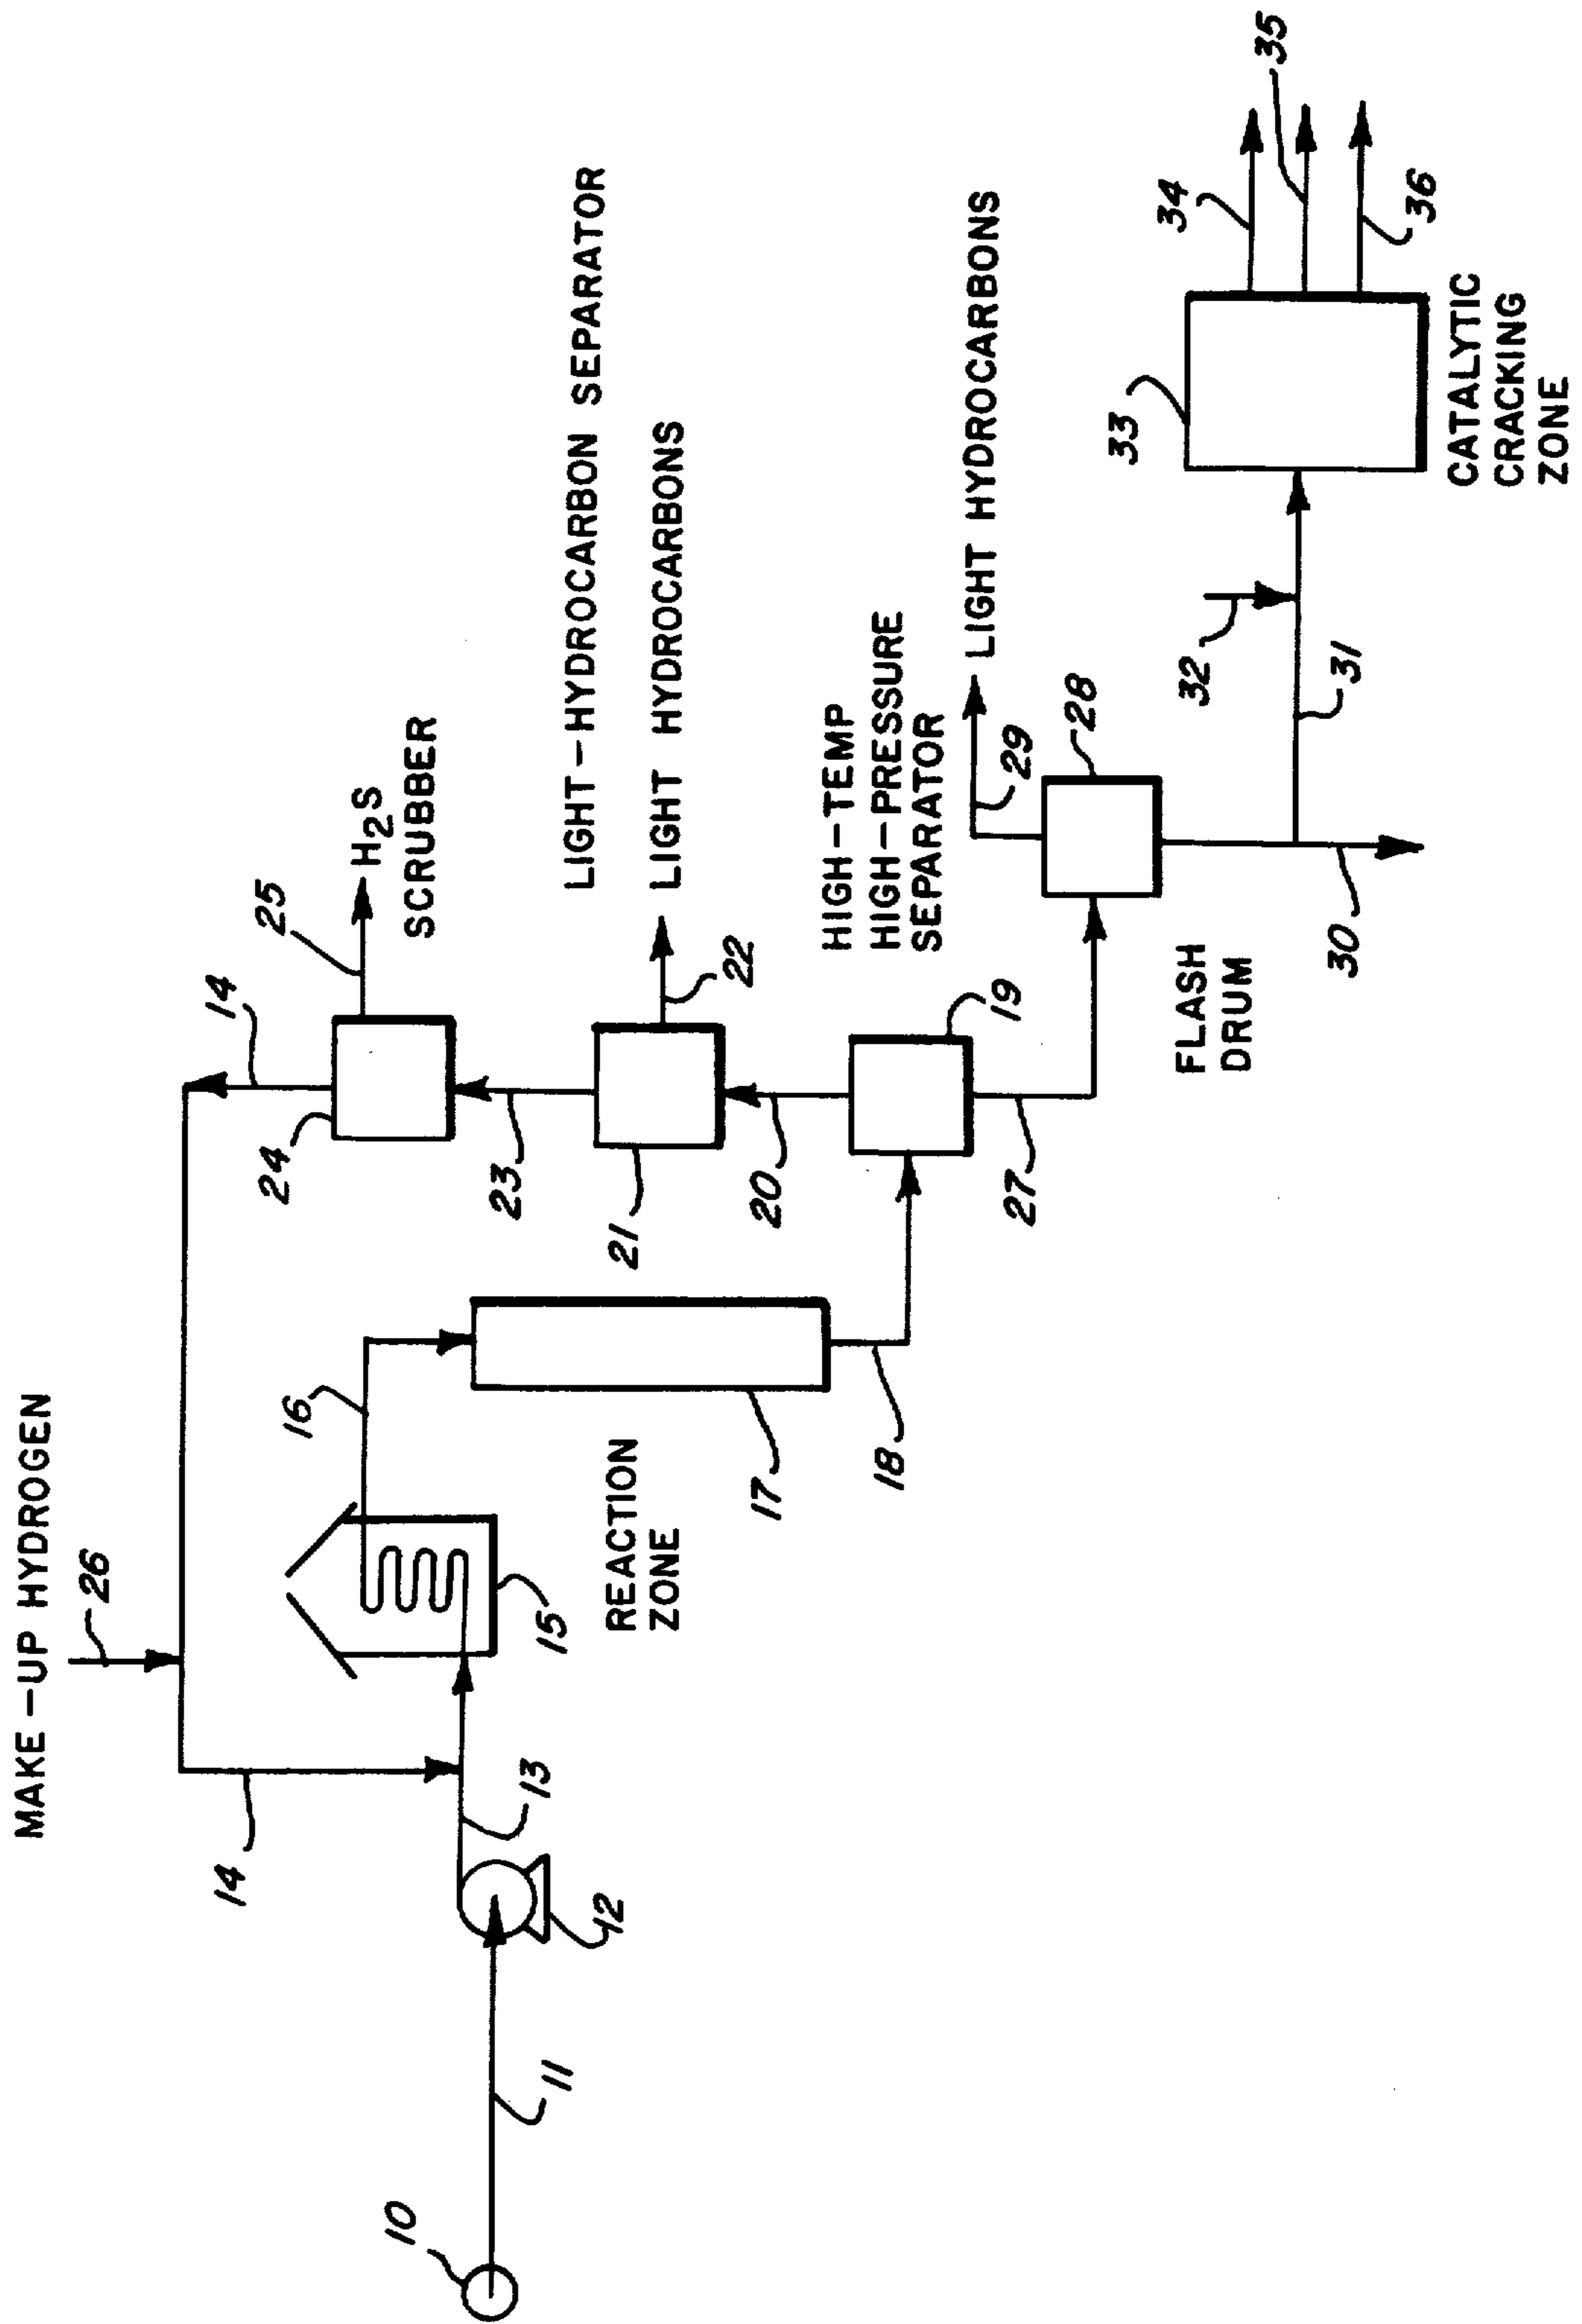 MAKE-UP HYDROGEN
26
14
14
24
25
H2S
SCRUBBER
16
15
13
12
11
10
REACTION
ZONE
17
18
23
21
22
LIGHT-HYDROCARBON SEPARATOR
LIGHT HYDROCARBONS
20
19
HIGH-TEMP
HIGH-PRESSURE
SEPARATOR
27
29
LIGHT HYDROCARBONS
28
FLASH
DRUM
30
31
32
33
34
35
36
CATALYTIC
CRACKING
ZONE